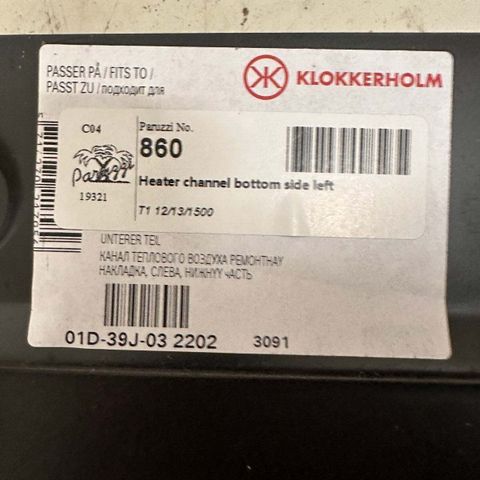 PASSER PÅ / FITS TO /
PASST ZU / подходит для
KLOKKERHOLM
C04
Paruzzi
19321
Paruzzi No.
860
Heater channel bottom side left
T1 12/13/1500
UNTERER TEIL
КАНАЛ ТЕПЛОВОГО ВОЗДУХА РЕМОНТНАУ
НАКЛАДКА, СЛЕВА, НИЖНУУ ЧАСТЬ
01D-39J-03 2202
3091